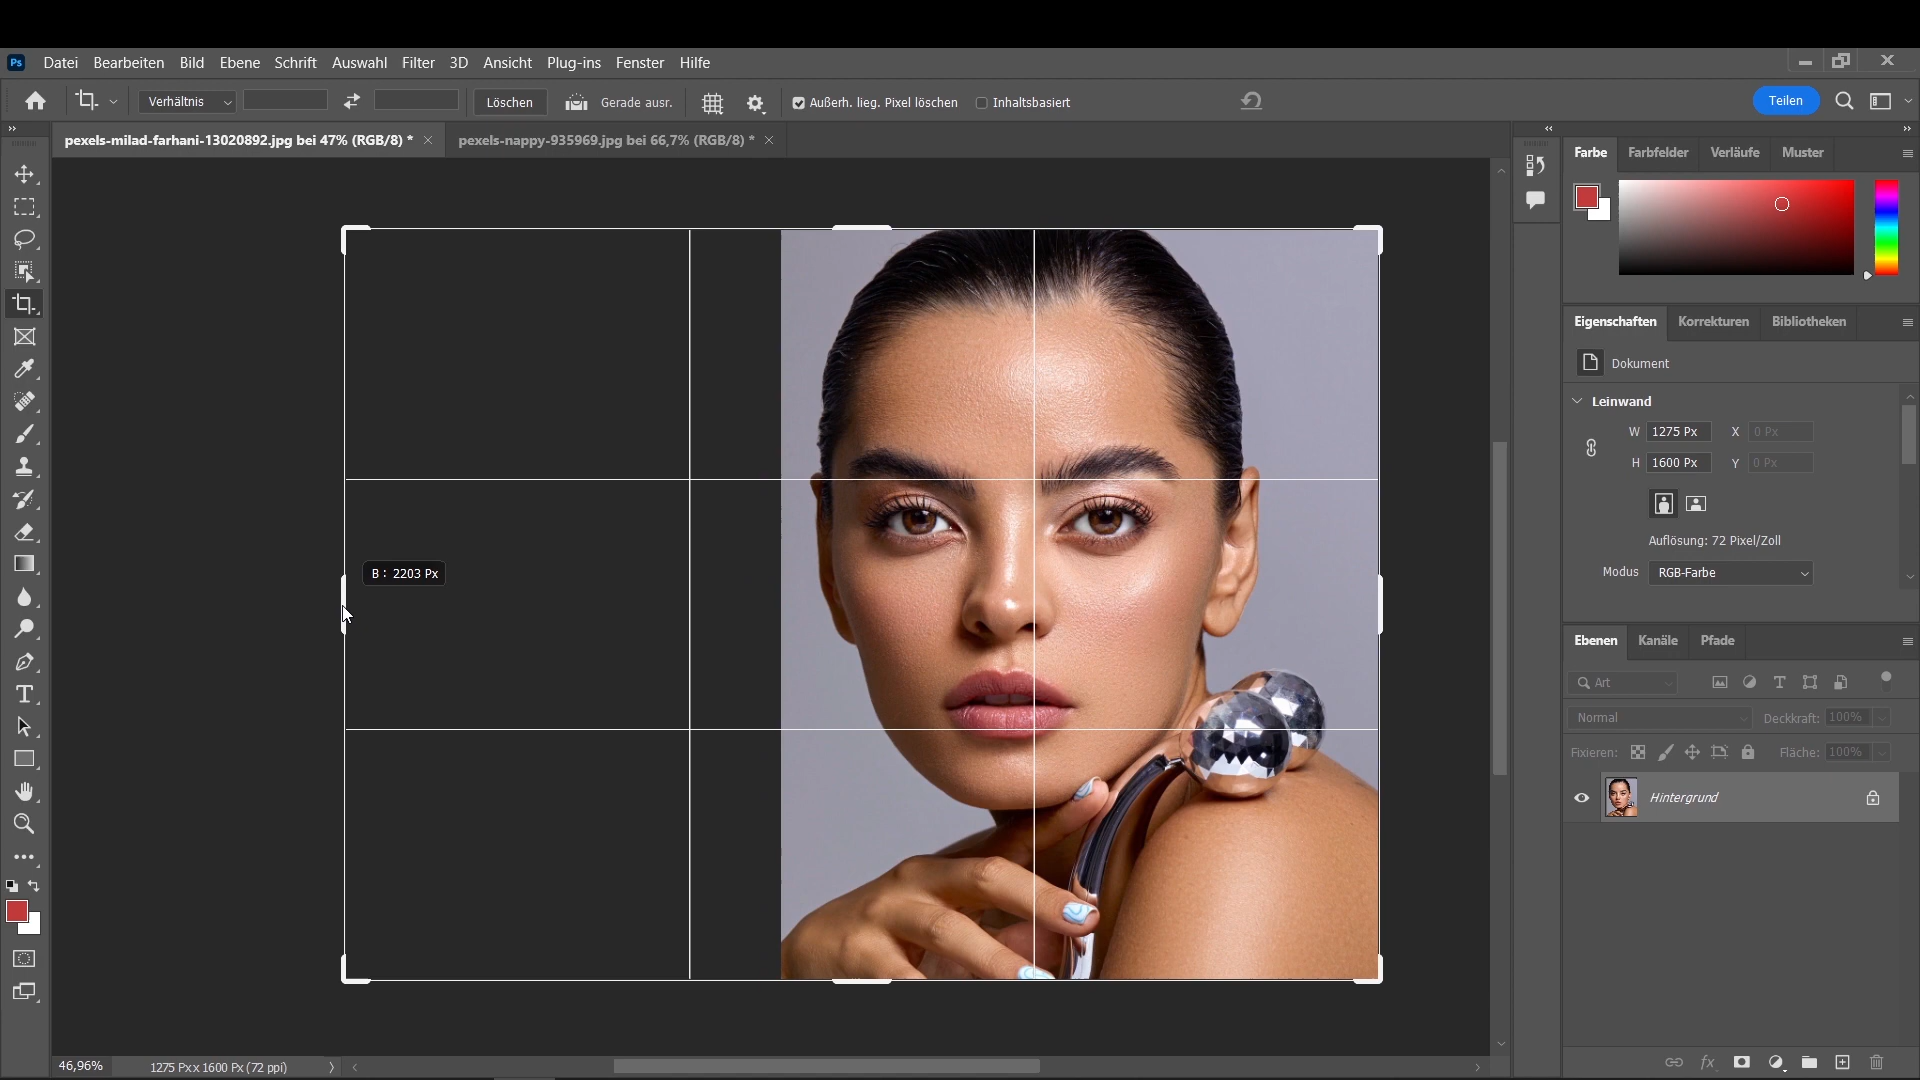 Ps Datei Bearbeiten Bild Ebene Schrift Auswahl Filter 3D Ansicht Plug-ins Fenster Hilfe
Verhältnis Löschen Gerade ausr. Außerh. lieg. Pixel löschen Inhaltsbasiert Teilen
pexels-milad-farhani-13020892.jpg bei 47% (RGB/8) * pexels-nappy-935969.jpg bei 66,7% (RGB/8) *
Farbe Farbfelder Verläufe Muster
Eigenschaften Korrekturen Bibliotheken
Dokument
Leinwand
W 1275 Px X 0 Px
H 1600 Px Y 0 Px
Auflösung: 72 Pixel/Zoll
Modus RGB-Farbe
B : 2203 Px
Ebenen Kanäle Pfade
Art
Normal Deckkraft: 100%
Fixieren: Fläche: 100%
Hintergrund
46,96% 1275 Px x 1600 Px (72 ppi)
fx